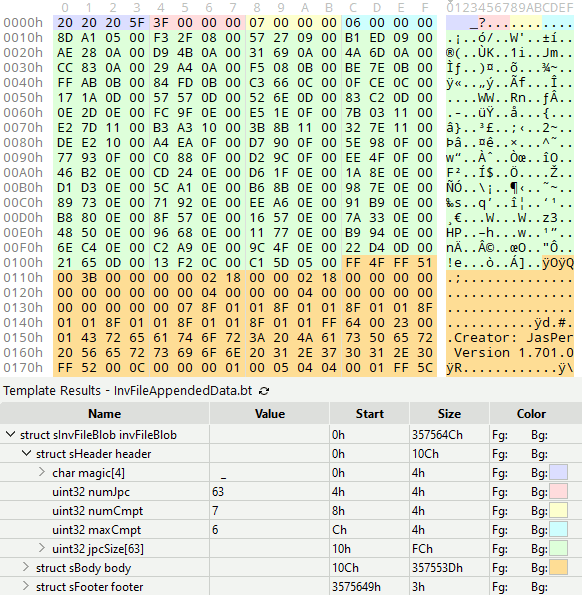 0 1 2 3 4 5 6 7 8 9 A B C D E F 0123456789ABCDEF
0000h 20 20 20 5F 3F 00 00 00 07 00 00 00 06 00 00 00 _?...........
0010h 8D A1 05 00 F3 2F 08 00 57 27 09 00 B1 ED 09 00 .¡..ó/..W'..±í..
0020h AE 28 0A 00 D9 4B 0A 00 31 69 0A 00 4A 6D 0A 00 ®(..ÙK..1i..Jm..
0030h CC 83 0A 00 29 A4 0A 00 F5 08 0B 00 BE 7E 0B 00 Ìƒ..)¤..õ...¾~..
0040h FF AB 0B 00 84 FD 0B 00 C3 66 0C 00 0F CE 0C 00 ÿ«..„ý..Ãf...Î..
0050h 17 1A 0D 00 57 57 0D 00 52 6E 0D 00 83 C2 0D 00 ....WW..Rn..ƒÂ..
0060h 0E 2D 0E 00 FC 9F 0E 00 E5 1E 0F 00 7B 03 11 00 .-..üŸ..å...{...
0070h E2 7D 11 00 B3 A3 10 00 3B 8B 11 00 32 7E 11 00 â}..³£..;‹..2~..
0080h DE E2 10 00 A4 EA 0F 00 D7 90 0F 00 5E 98 0F 00 Þâ..¤ê..×...^˜..
0090h 77 93 0F 00 C0 88 0F 00 D2 9C 0F 00 EE 4F 0F 00 w“..Àˆ..Òœ..îO..
00A0h 46 B2 0E 00 CD 24 0E 00 D6 1F 0E 00 1A 8E 0E 00 F²..Í$..Ö....Ž..
00B0h D1 D3 0E 00 5C A1 0E 00 B6 8B 0E 00 98 7E 0E 00 ÑÓ..\¡..¶‹..˜~..
00C0h 89 73 0E 00 71 92 0E 00 EE A6 0E 00 91 B9 0E 00 ‰s..q’..î¦..‘¹..
00D0h B8 80 0E 00 8F 57 0E 00 16 57 0E 00 7A 33 0E 00 ¸€...W...W..z3..
00E0h 48 50 0E 00 96 68 0E 00 11 77 0E 00 B9 94 0E 00 HP..–h...w..¹”..
00F0h 6E C4 0E 00 C2 A9 0E 00 9C 4F 0E 00 22 D4 0D 00 nÄ..Â©..œO.."Ô..
0100h 21 65 0D 00 13 F2 0C 00 C1 5D 05 00 FF 4F FF 51 !e...ò..Á]..ÿOÿQ
0110h 00 3B 00 00 00 00 02 18 00 00 02 18 00 00 00 00 .;..............
0120h 00 00 00 00 00 04 00 00 00 04 00 00 00 00 00 00 ................
0130h 00 00 00 00 00 07 8F 01 01 8F 01 01 8F 01 01 8F ................
0140h 01 01 8F 01 01 8F 01 01 8F 01 01 FF 64 00 23 00 ...........ÿd.#.
0150h 01 43 72 65 61 74 6F 72 3A 20 4A 61 73 50 65 72 .Creator: JasPer
0160h 20 56 65 72 73 69 6F 6E 20 31 2E 37 30 31 2E 30 Version 1.701.0
0170h FF 52 00 0C 00 00 00 01 00 05 04 04 00 01 FF 5C ÿR............ÿ\
Template Results - InvFileAppendedData.bt
Name Value Start Size Color
struct sInvFileBlob invFileBlob 0h 357564Ch Fg: Bg:
struct sHeader header 0h 10Ch Fg: Bg:
char magic[4] _ 0h 4h Fg: Bg:
uint32 numJpc 63 4h 4h Fg: Bg:
uint32 numCmpt 7 8h 4h Fg: Bg:
uint32 maxCmpt 6 Ch 4h Fg: Bg:
uint32 jpcSize[63] 10h FCh Fg: Bg:
struct sBody body 10Ch 357553Dh Fg: Bg:
struct sFooter footer 3575649h 3h Fg: Bg: